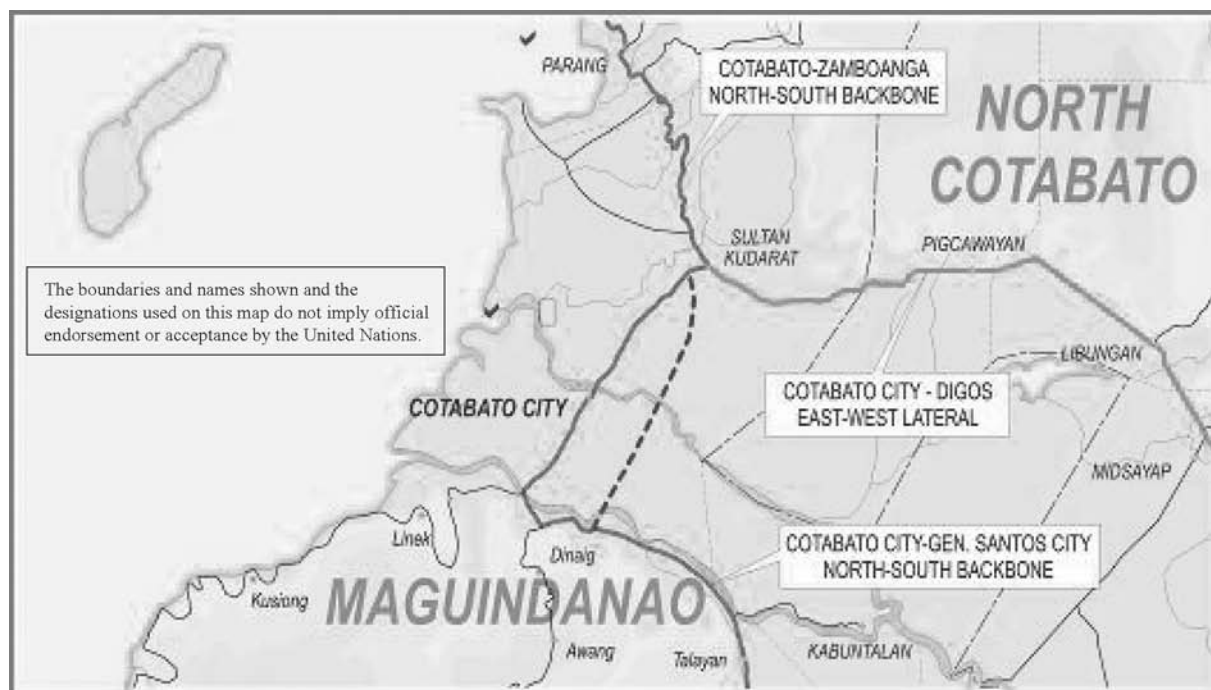 PARANG
COTABATO-ZAMBOANGA
NORTH-SOUTH BACKBONE
NORTH
COTABATO
SULTAN
KUDARAT
PIGCAWAYAN
The boundaries and names shown and the
designations used on this map do not imply official
endorsement or acceptance by the United Nations.
LIBUNGAN
COTABATO CITY - DIGOS
EAST-WEST LATERAL
COTABATO CITY
MIDSAYAP
Linek
Dinaig
COTABATO CITY-GEN. SANTOS CITY
NORTH-SOUTH BACKBONE
Kusiong
MAGUINDANAO
Awang
Talayan
KABUNTALAN